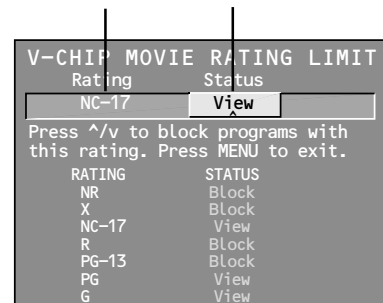 V-CHIP MOVIE RATING LIMIT
Rating Status
NC-17 View
^
Press ^/v to block programs with
this rating. Press MENU to exit.
RATING STATUS
NR Block
X Block
NC-17 View
R Block
PG-13 Block
PG View
G View